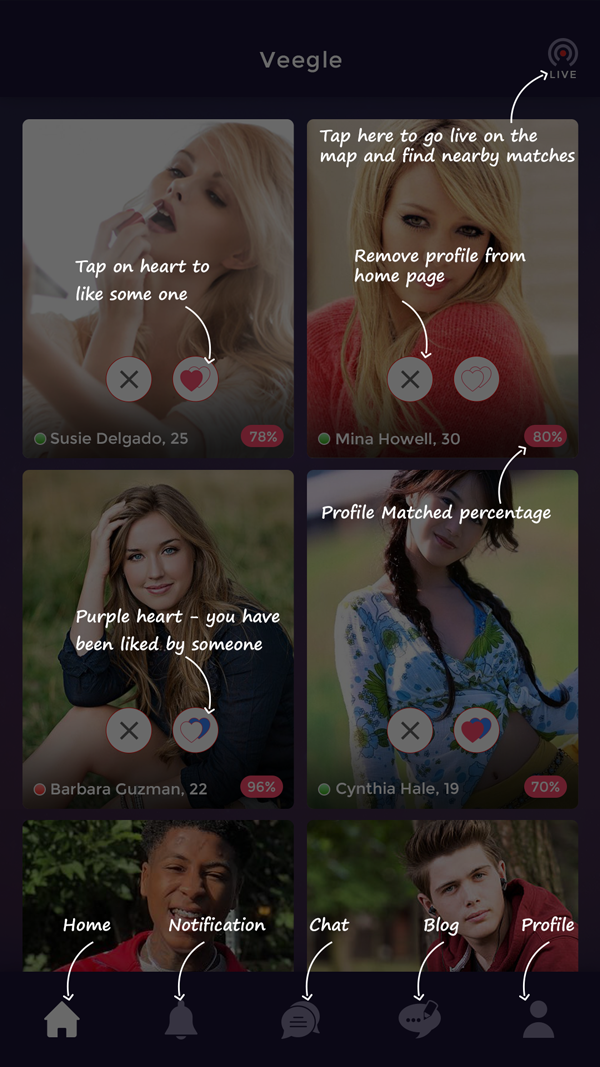 Veegle
LIVE
Tap here to go live on the
map and find nearby matches
Tap on heart to
like some one
Remove profile from
home page
Susie Delgado, 25
78%
Mina Howell, 30
80%
Profile Matched percentage
Purple heart - you have
been liked by someone
Barbara Guzman, 22
96%
Cynthia Hale, 19
70%
Home
Notification
Chat
Blog
Profile